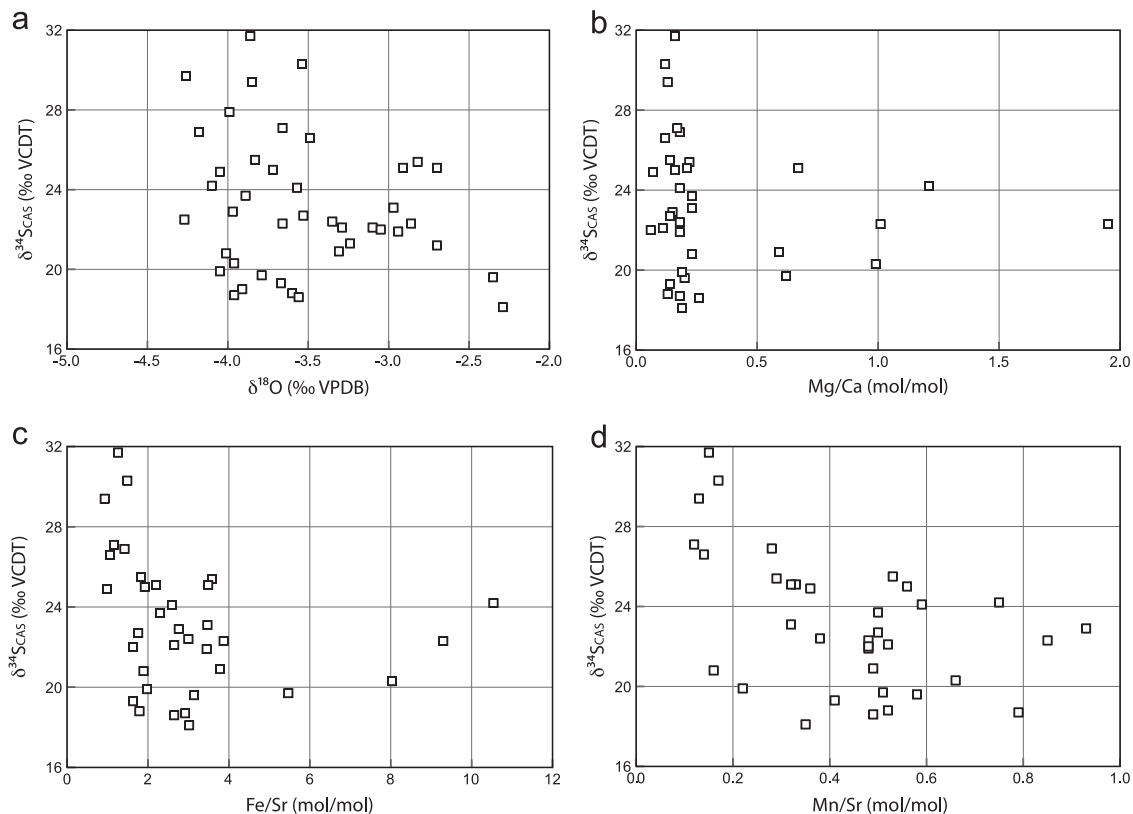 a
32
28
24
20
16
δ³⁴S_CAS (‰ VCDT)
-5.0 -4.5 -4.0 -3.5 -3.0 -2.5 -2.0
δ¹⁸O (‰ VPDB)
b
32
28
24
20
16
δ³⁴S_CAS (‰ VCDT)
0.0 0.5 1.0 1.5 2.0
Mg/Ca (mol/mol)
c
32
28
24
20
16
δ³⁴S_CAS (‰ VCDT)
0 2 4 6 8 10 12
Fe/Sr (mol/mol)
d
32
28
24
20
16
δ³⁴S_CAS (‰ VCDT)
0.0 0.2 0.4 0.6 0.8 1.0
Mn/Sr (mol/mol)